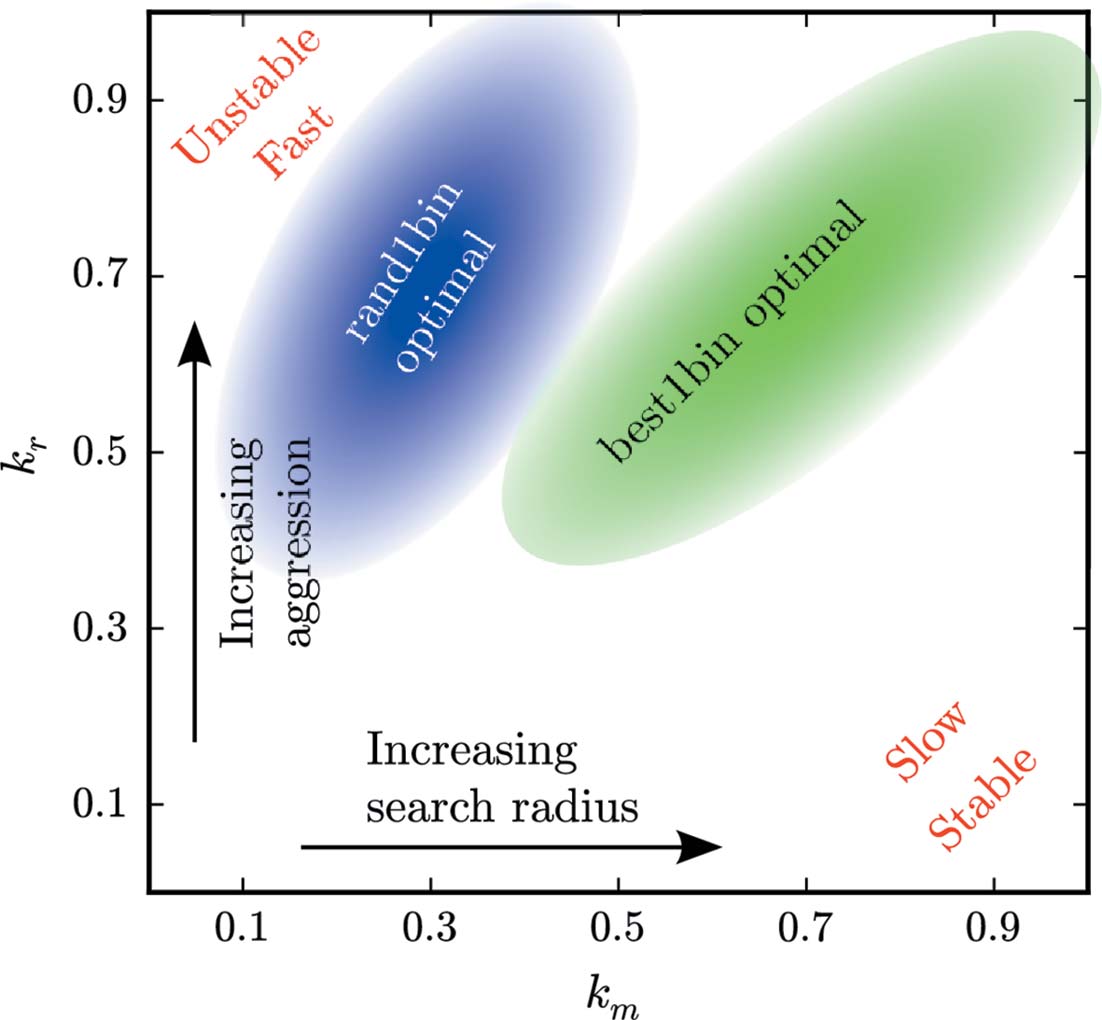 Unstable
Fast
rand1bin
optimal
best1bin optimal
Increasing
aggression
Increasing
search radius
Slow
Stable
0.9
0.7
0.5
0.3
0.1
k_r
0.1
0.3
0.5
0.7
0.9
k_m